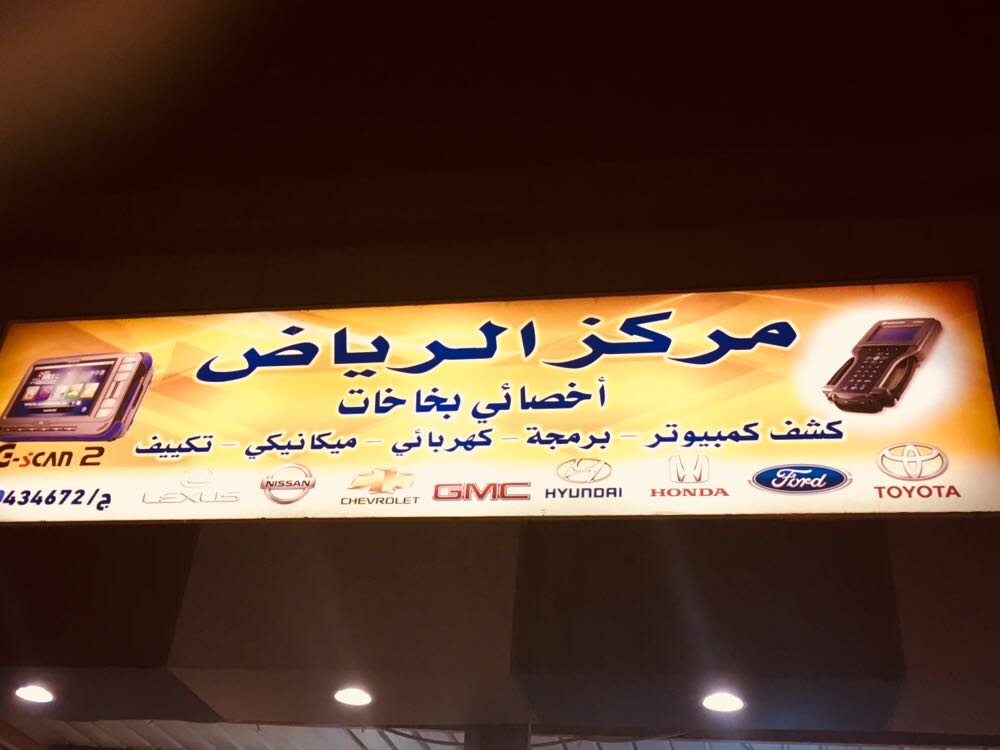 مركز الرياض
أخصائي بخاخات
كشف كمبيوتر - برمجة - كهربائي - ميكانيكي - تكييف
G-SCAN 2
TOYOTA
Ford
HONDA
HYUNDAI
GMC
CHEVROLET
NISSAN
LEXUS
ج/434672